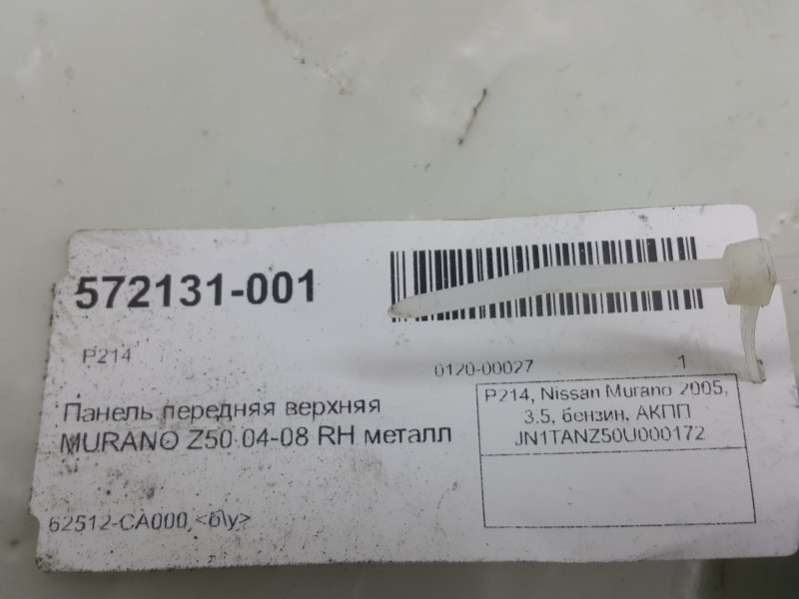 572131-001
P214
0120-00027 1
Панель передняя верхняя
MURANO Z50 04-08 RH металл
62512-CA000,<б\у>
P214, Nissan Murano 2005,
3.5, бензин, АКПП
JN1TANZ50U000172